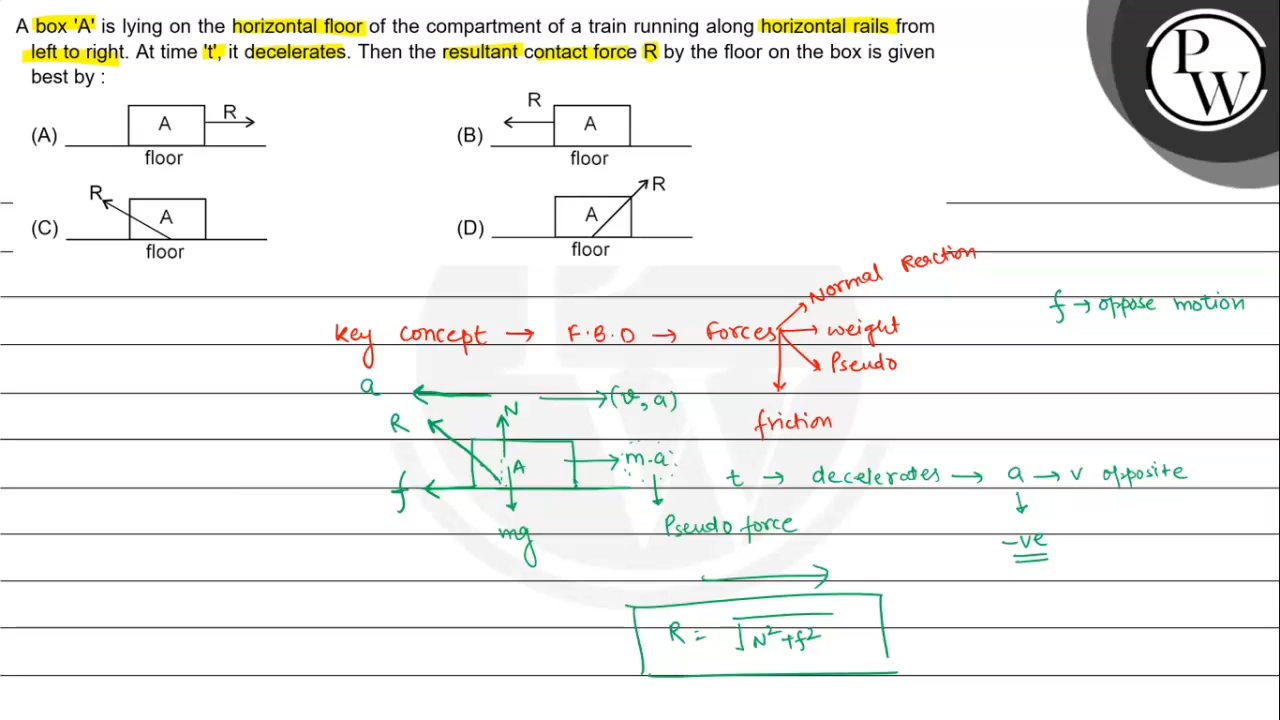 A box 'A' is lying on the horizontal floor of the compartment of a train running along horizontal rails from
left to right. At time 't', it decelerates. Then the resultant contact force R by the floor on the box is given
best by :
(A) A R floor
(B) R A floor
(C) R A floor
(D) A R floor
PW
Normal Reaction
f → oppose motion
Key concept → F.B.D → Forces → weight
Pseudo
friction
a → (v, a)
N
R
A → m.a
f
t → decelerates → a → v opposite
mg
Pseudo force
-ve
R = √N²+f²